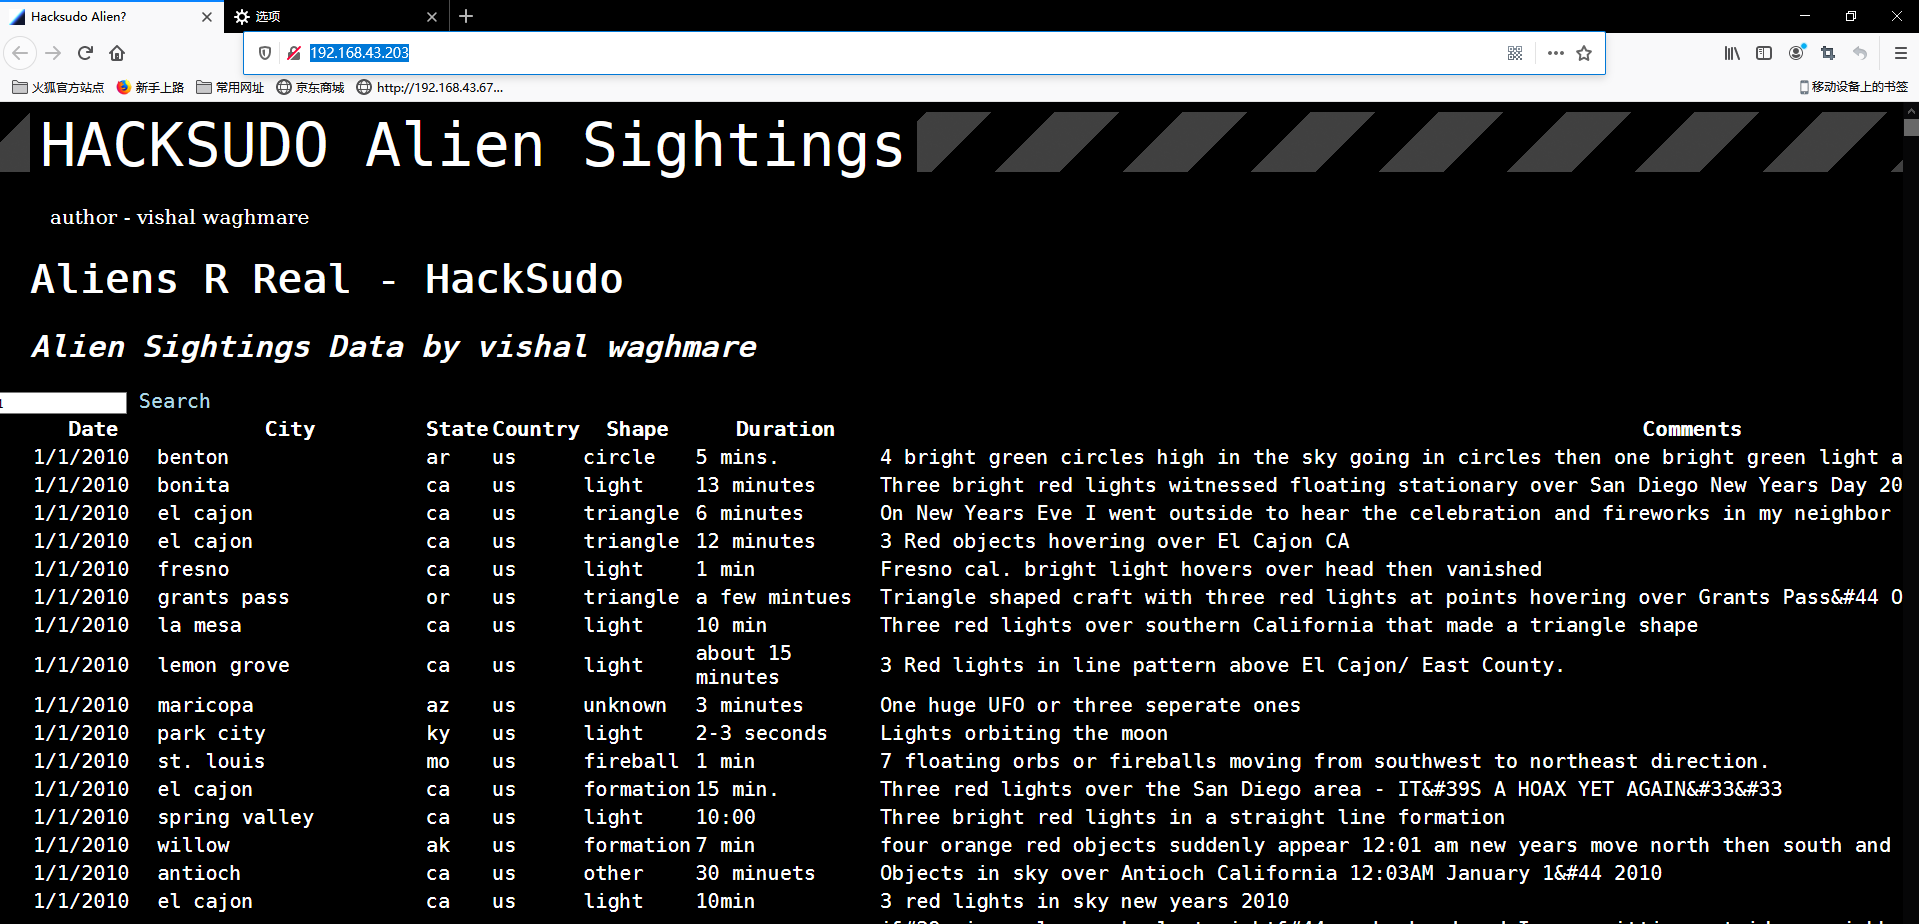 Hacksudo Alien?
选项
192.168.43.203
火狐官方站点 新手上路 常用网址 京东商城 http://192.168.43.67... 移动设备上的书签
HACKSUDO Alien Sightings
author - vishal waghmare
Aliens R Real - HackSudo
Alien Sightings Data by vishal waghmare
Search
Date City State Country Shape Duration Comments
1/1/2010 benton ar us circle 5 mins. 4 bright green circles high in the sky going in circles then one bright green light a
1/1/2010 bonita ca us light 13 minutes Three bright red lights witnessed floating stationary over San Diego New Years Day 20
1/1/2010 el cajon ca us triangle 6 minutes On New Years Eve I went outside to hear the celebration and fireworks in my neighbor
1/1/2010 el cajon ca us triangle 12 minutes 3 Red objects hovering over El Cajon CA
1/1/2010 fresno ca us light 1 min Fresno cal. bright light hovers over head then vanished
1/1/2010 grants pass or us triangle a few mintues Triangle shaped craft with three red lights at points hovering over Grants Pass&#44 O
1/1/2010 la mesa ca us light 10 min Three red lights over southern California that made a triangle shape
1/1/2010 lemon grove ca us light about 15 minutes 3 Red lights in line pattern above El Cajon/ East County.
1/1/2010 maricopa az us unknown 3 minutes One huge UFO or three seperate ones
1/1/2010 park city ky us light 2-3 seconds Lights orbiting the moon
1/1/2010 st. louis mo us fireball 1 min 7 floating orbs or fireballs moving from southwest to northeast direction.
1/1/2010 el cajon ca us formation 15 min. Three red lights over the San Diego area - IT&#39S A HOAX YET AGAIN&#33&#33
1/1/2010 spring valley ca us light 10:00 Three bright red lights in a straight line formation
1/1/2010 willow ak us formation 7 min four orange red objects suddenly appear 12:01 am new years move north then south and
1/1/2010 antioch ca us other 30 minuets Objects in sky over Antioch California 12:03AM January 1&#44 2010
1/1/2010 el cajon ca us light 10min 3 red lights in sky new years 2010